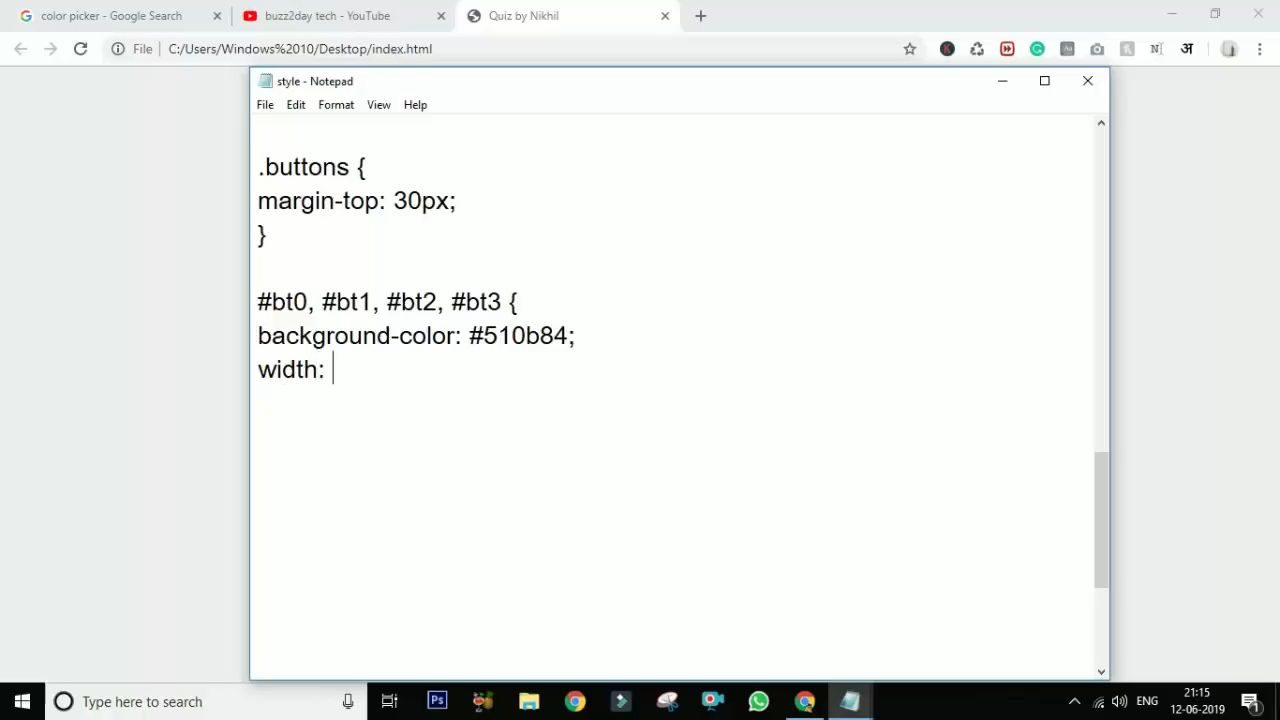 color picker - Google Search
buzz2day tech - YouTube
Quiz by Nikhil
File
C:/Users/Windows%2010/Desktop/index.html
style - Notepad
File Edit Format View Help
.buttons {
margin-top: 30px;
}
#bt0, #bt1, #bt2, #bt3 {
background-color: #510b84;
width:
Type here to search
Ps
ENG
21:15
12-06-2019